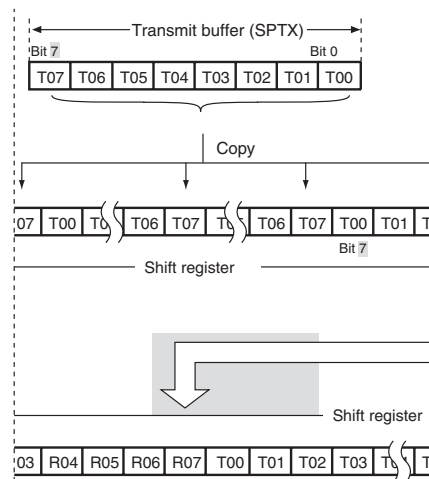 Transmit buffer (SPTX)
Bit 7 Bit 0
T07 T06 T05 T04 T03 T02 T01 T00
Copy
07 T00 T06 T07 T06 T07 T00 T01
Bit 7
Shift register
Shift register
03 R04 R05 R06 R07 T00 T01 T02 T03